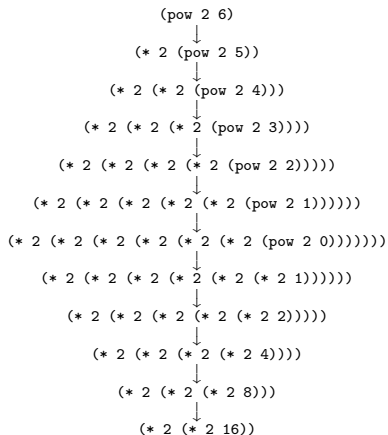 (pow 2 6)
(* 2 (pow 2 5))
(* 2 (* 2 (pow 2 4)))
(* 2 (* 2 (* 2 (pow 2 3))))
(* 2 (* 2 (* 2 (* 2 (pow 2 2)))))
(* 2 (* 2 (* 2 (* 2 (* 2 (pow 2 1))))))
(* 2 (* 2 (* 2 (* 2 (* 2 (* 2 (pow 2 0)))))))
(* 2 (* 2 (* 2 (* 2 (* 2 (* 2 1))))))
(* 2 (* 2 (* 2 (* 2 (* 2 2)))))
(* 2 (* 2 (* 2 (* 2 4))))
(* 2 (* 2 (* 2 8)))
(* 2 (* 2 16))